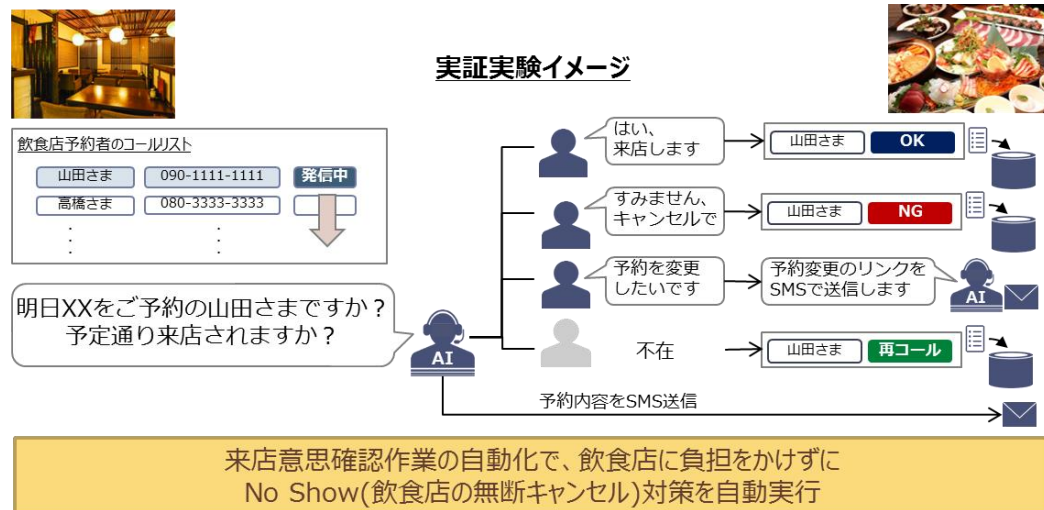 実証実験イメージ
飲食店予約者のコールリスト
山田さま 090-1111-1111 発信中
高橋さま 080-3333-3333
: :
明日XXをご予約の山田さまですか？
予定通り来店されますか？
AI
はい、
来店します
山田さま OK
すみません、
キャンセルで
山田さま NG
予約を変更
したいです
予約変更のリンクを
SMSで送信します
AI
不在
山田さま 再コール
予約内容をSMS送信
来店意思確認作業の自動化で、飲食店に負担をかけずに
No Show(飲食店の無断キャンセル)対策を自動実行